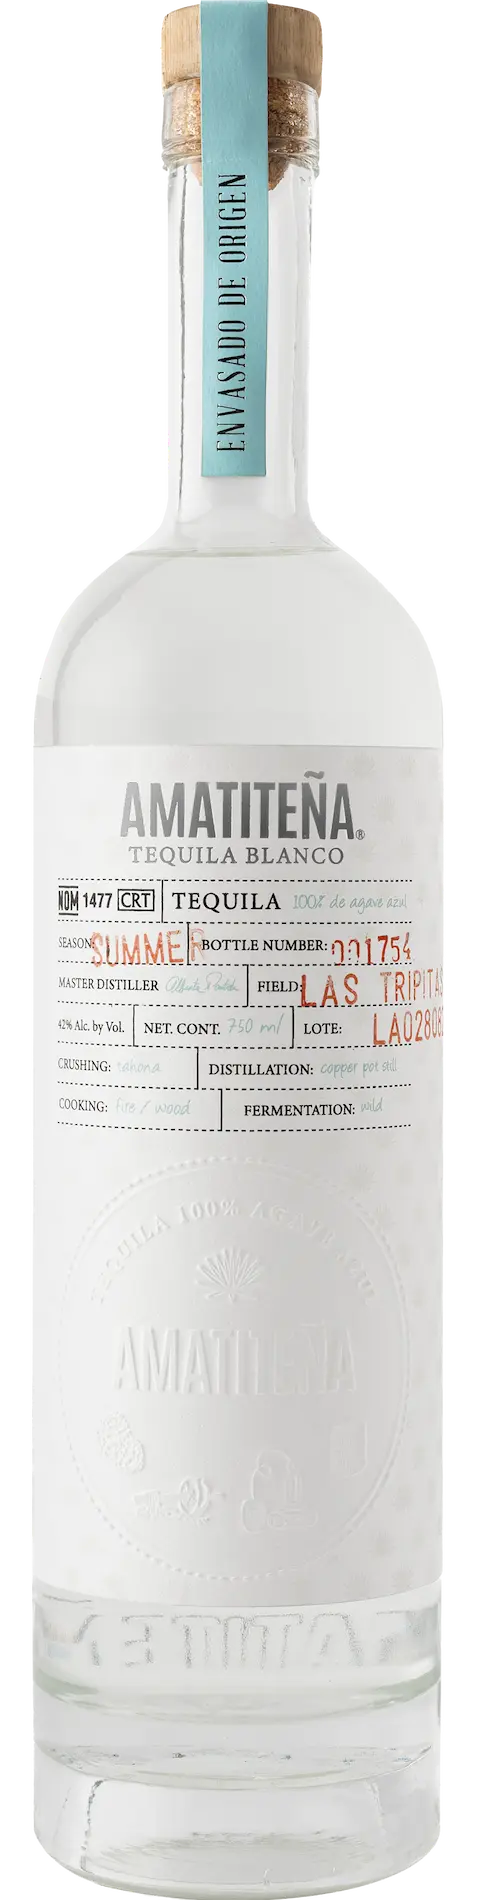 ENVASADO DE ORIGEN
AMATITEÑA®
TEQUILA BLANCO
NOM 1477 CRT TEQUILA 100% de agave azul
SEASON: SUMMER BOTTLE NUMBER: 001754
MASTER DISTILLER FIELD: LAS TRIPITAS
42% Alc. by Vol. NET. CONT. 750 ml LOTE: LA02808
CRUSHING: tahona DISTILLATION: copper pot still
COOKING: fire / wood FERMENTATION: wild
TEQUILA 100% AGAVE AZUL
AMATITEÑA